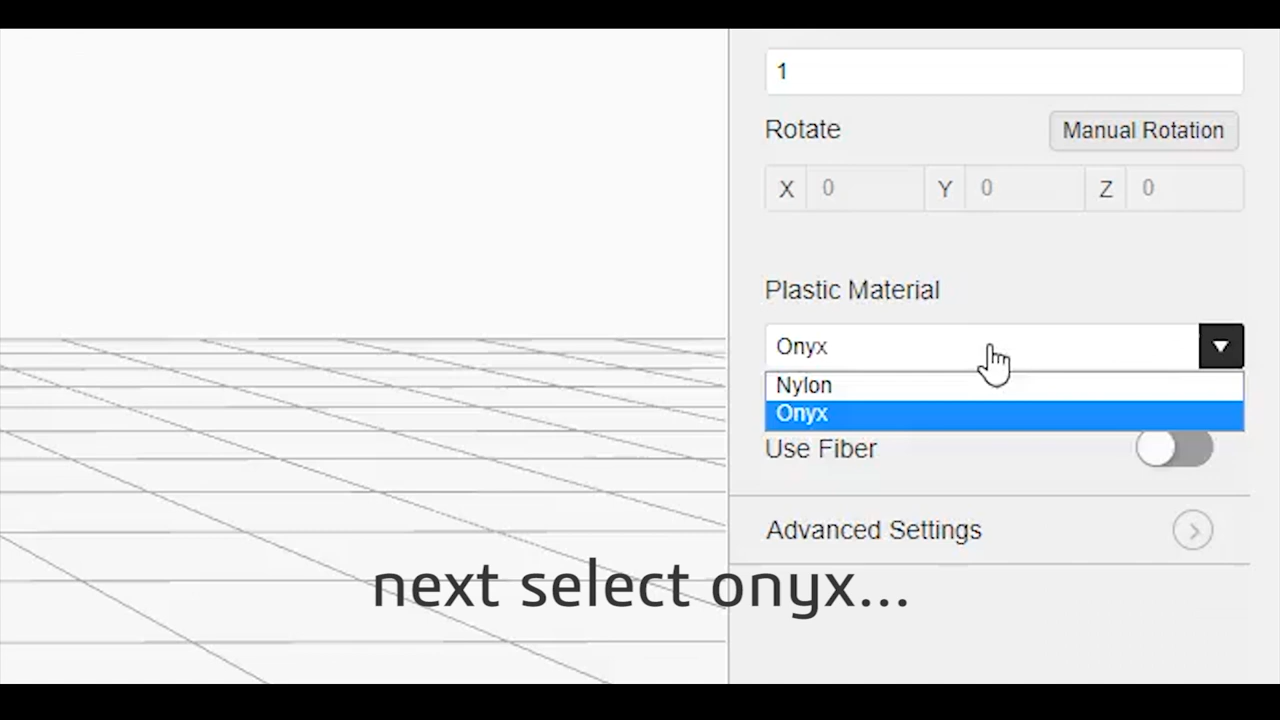 1
Rotate Manual Rotation
X 0 Y 0 Z 0
Plastic Material
Onyx
Nylon
Onyx
Use Fiber
Advanced Settings
next select onyx...